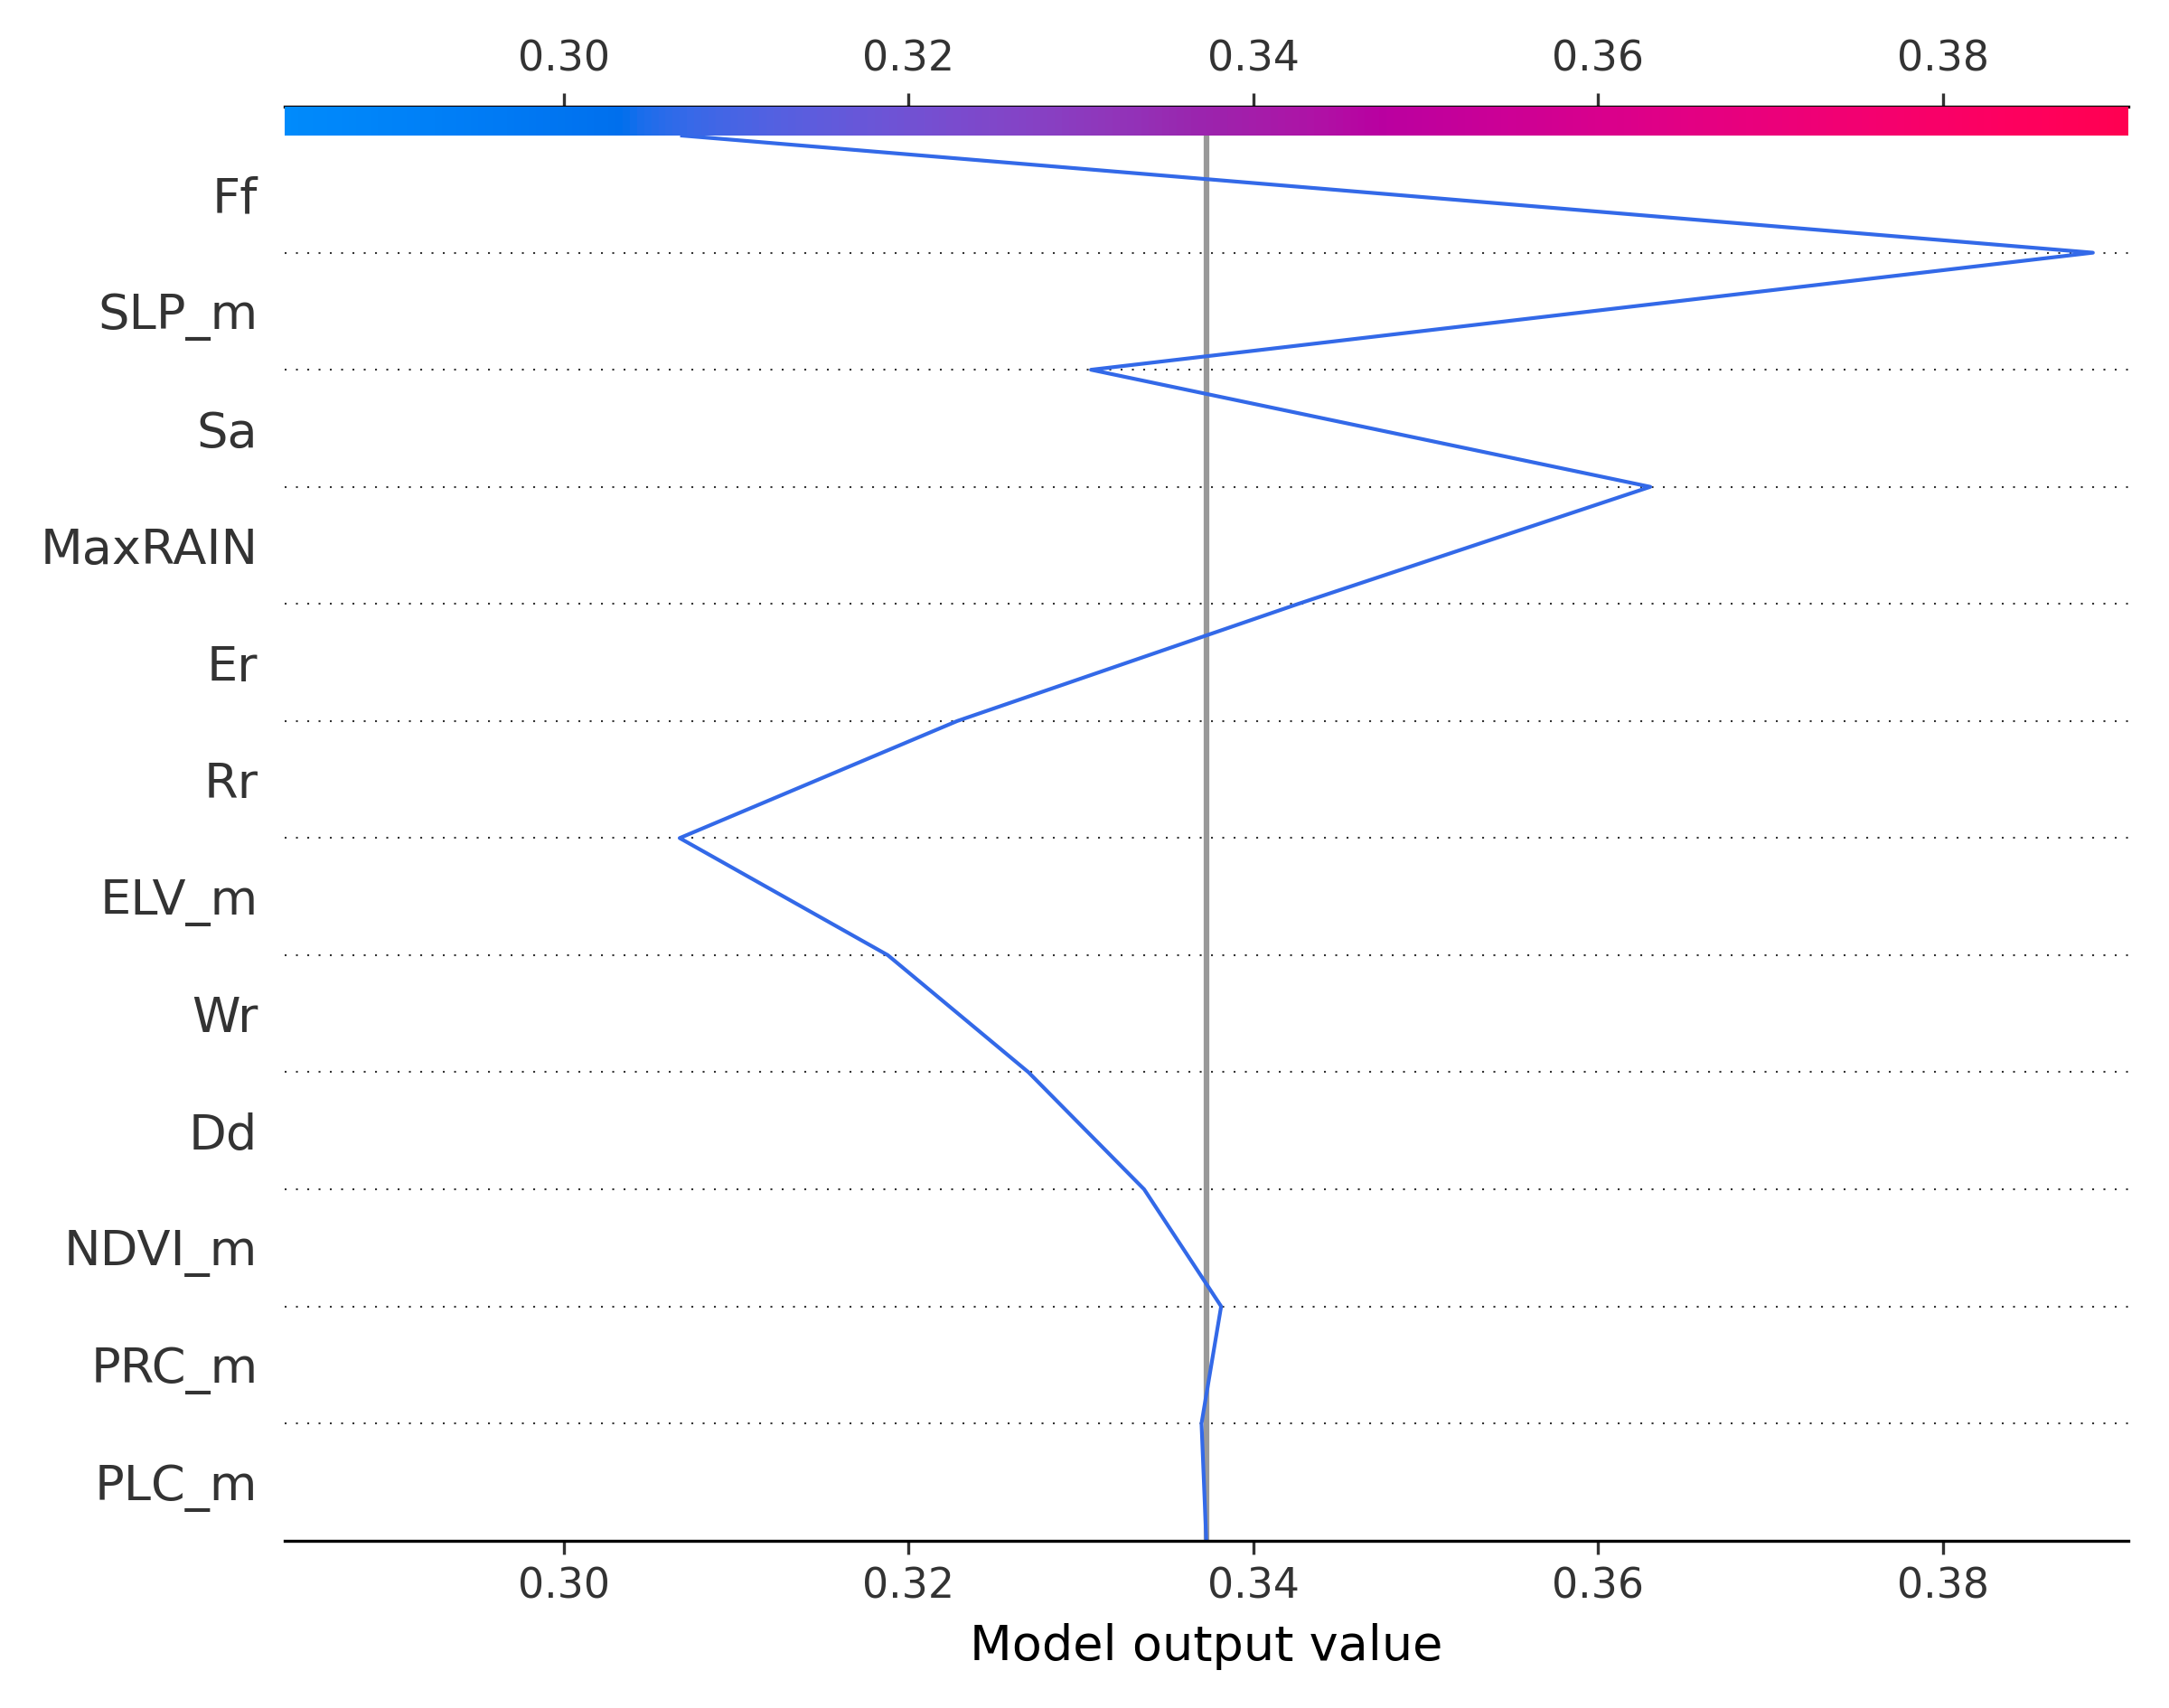 0.30 0.32 0.34 0.36 0.38
Ff
SLP_m
Sa
MaxRAIN
Er
Rr
ELV_m
Wr
Dd
NDVI_m
PRC_m
PLC_m
0.30 0.32 0.34 0.36 0.38
Model output value